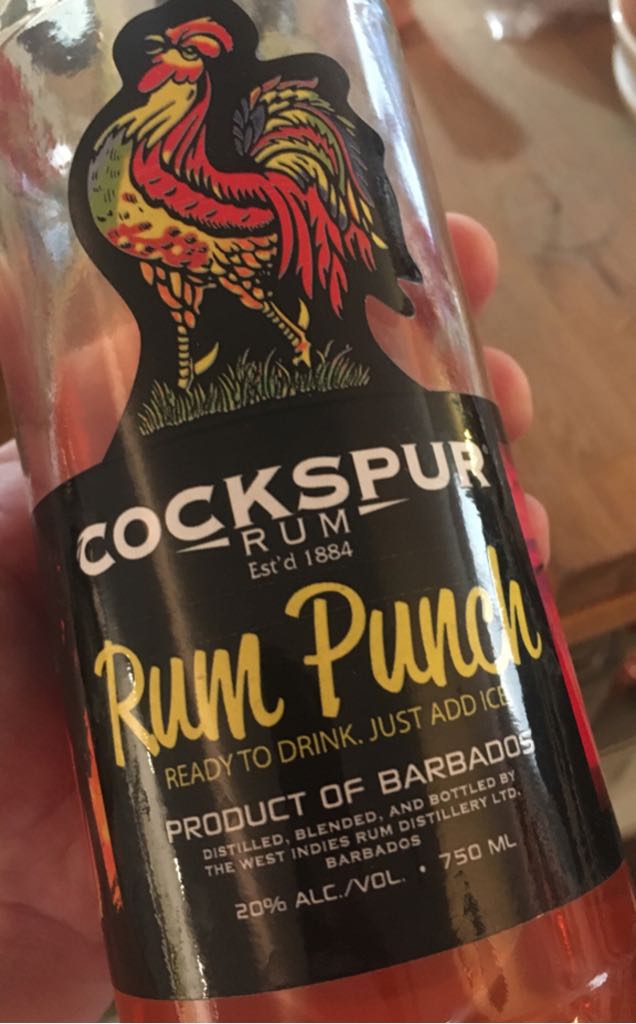 COCKSPUR
RUM
Est'd 1884
Rum Punch
READY TO DRINK. JUST ADD ICE
PRODUCT OF BARBADOS
DISTILLED, BLENDED, AND BOTTLED BY
THE WEST INDIES RUM DISTILLERY LTD.
BARBADOS
20% ALC./VOL. • 750 ML